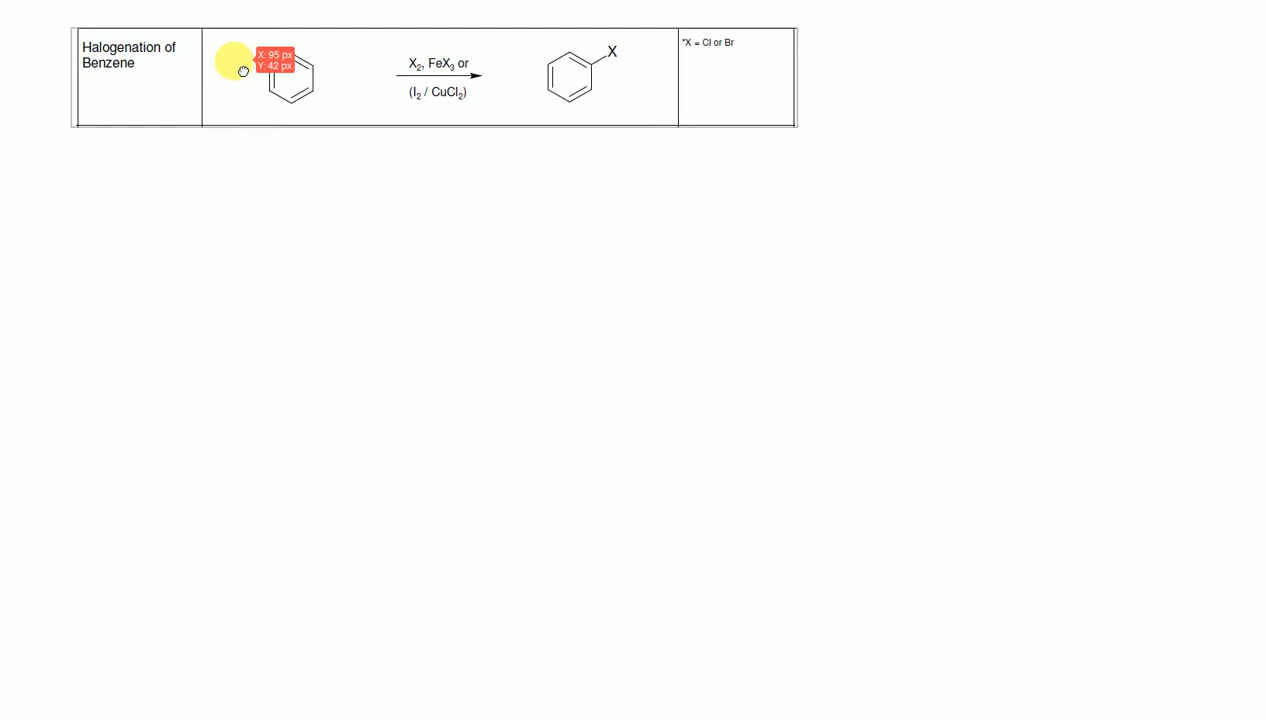 Halogenation of
Benzene
X: 95 px
Y: 42 px
X₂, FeX₃ or
(I₂ / CuCl₂)
X
*X = Cl or Br